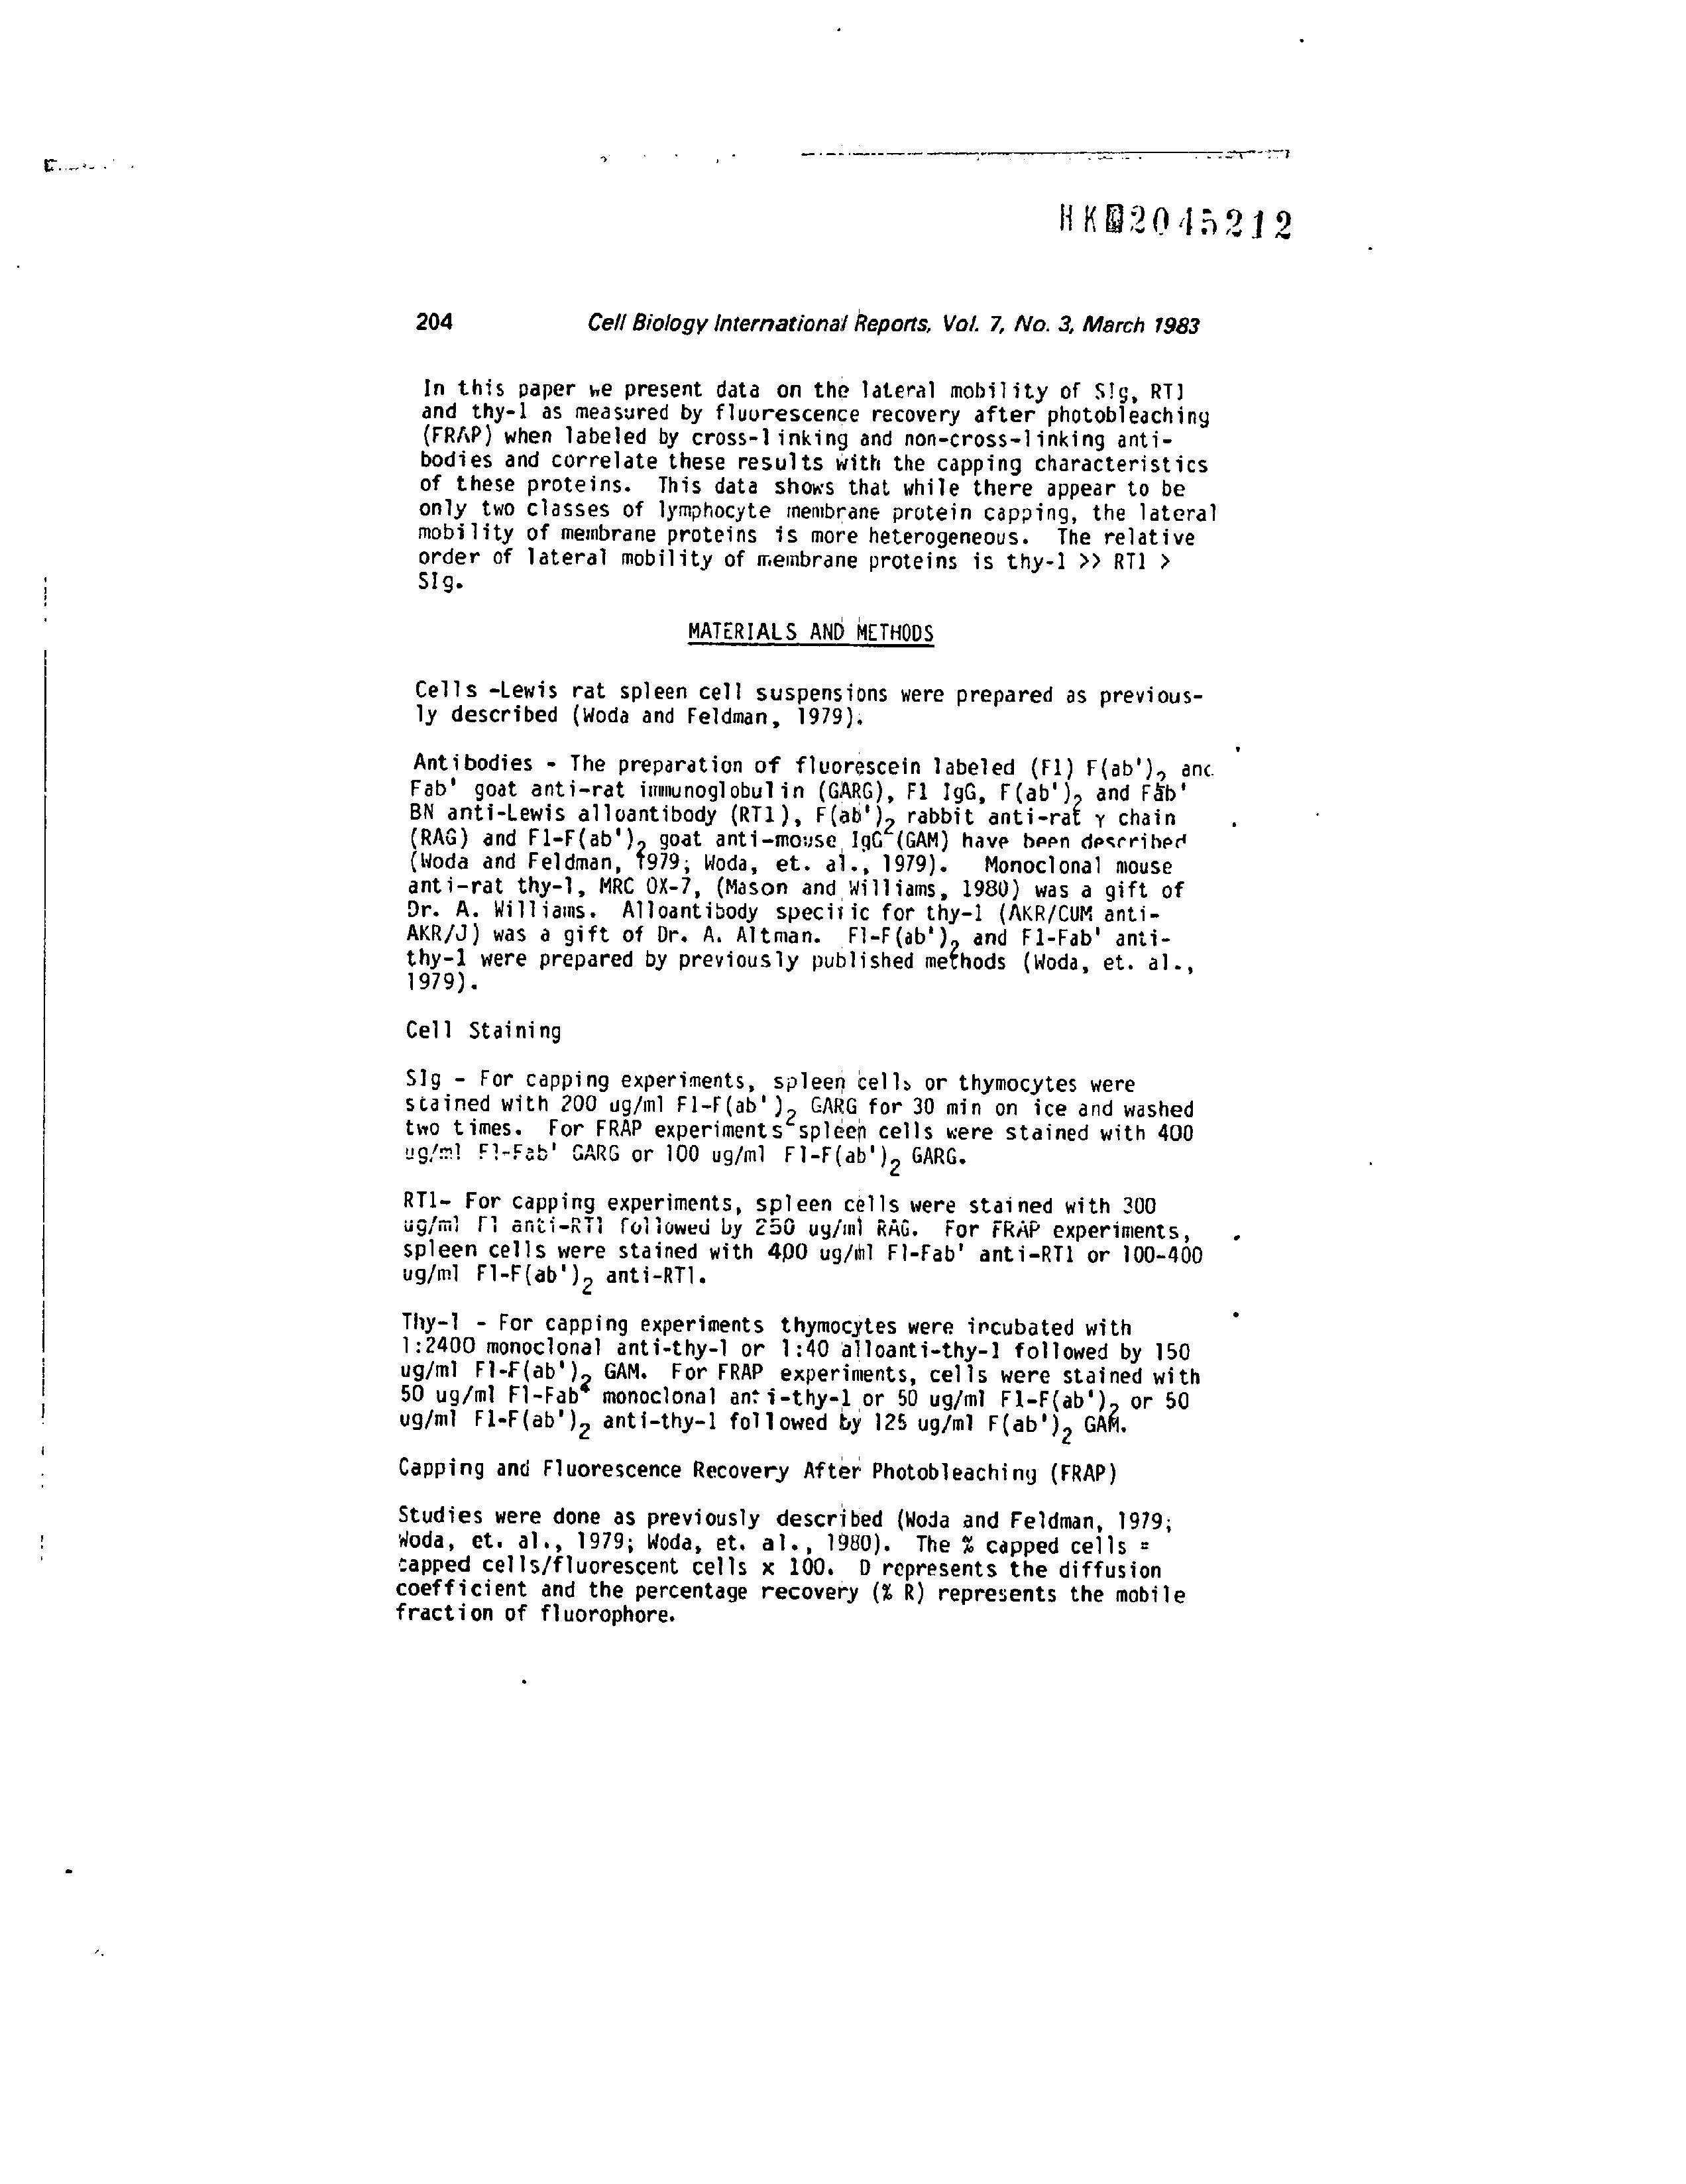 HK02045212
204 Cell Biology International Reports, Vol. 7, No. 3, March 1983
In this paper we present data on the lateral mobility of SIg, RT1
and thy-1 as measured by fluorescence recovery after photobleaching
(FRAP) when labeled by cross-linking and non-cross-linking anti-
bodies and correlate these results with the capping characteristics
of these proteins. This data shows that while there appear to be
only two classes of lymphocyte membrane protein capping, the lateral
mobility of membrane proteins is more heterogeneous. The relative
order of lateral mobility of membrane proteins is thy-1 >> RT1 >
SIg.
MATERIALS AND METHODS
Cells -Lewis rat spleen cell suspensions were prepared as previous-
ly described (Woda and Feldman, 1979).
Antibodies - The preparation of fluorescein labeled (Fl) F(ab')2 and
Fab' goat anti-rat immunoglobulin (GARG), Fl IgG, F(ab')2 and Fab'
BN anti-Lewis alloantibody (RT1), F(ab')2 rabbit anti-rat γ chain
(RAG) and Fl-F(ab')2 goat anti-mouse IgG (GAM) have been described
(Woda and Feldman, 1979; Woda, et. al., 1979). Monoclonal mouse
anti-rat thy-1, MRC OX-7, (Mason and Williams, 1980) was a gift of
Dr. A. Williams. Alloantibody specific for thy-1 (AKR/CUM anti-
AKR/J) was a gift of Dr. A. Altman. Fl-F(ab')2 and Fl-Fab' anti-
thy-1 were prepared by previously published methods (Woda, et. al.,
1979).
Cell Staining
SIg - For capping experiments, spleen cells or thymocytes were
stained with 200 ug/ml Fl-F(ab')2 GARG for 30 min on ice and washed
two times. For FRAP experiments spleen cells were stained with 400
ug/ml Fl-Fab' GARG or 100 ug/ml Fl-F(ab')2 GARG.
RT1- For capping experiments, spleen cells were stained with 300
ug/ml Fl anti-RT1 followed by 250 ug/ml RAG. For FRAP experiments,
spleen cells were stained with 400 ug/ml Fl-Fab' anti-RT1 or 100-400
ug/ml Fl-F(ab')2 anti-RT1.
Thy-1 - For capping experiments thymocytes were incubated with
1:2400 monoclonal anti-thy-1 or 1:40 alloanti-thy-1 followed by 150
ug/ml Fl-F(ab')2 GAM. For FRAP experiments, cells were stained with
50 ug/ml Fl-Fab' monoclonal anti-thy-1 or 50 ug/ml Fl-F(ab')2 or 50
ug/ml Fl-F(ab')2 anti-thy-1 followed by 125 ug/ml F(ab')2 GAM.
Capping and Fluorescence Recovery After Photobleaching (FRAP)
Studies were done as previously described (Woda and Feldman, 1979;
Woda, et. al., 1979; Woda, et. al., 1980). The % capped cells =
capped cells/fluorescent cells x 100. D represents the diffusion
coefficient and the percentage recovery (% R) represents the mobile
fraction of fluorophore.